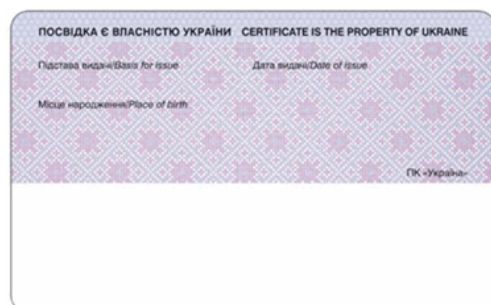 ПОСВІДКА Є ВЛАСНІСТЮ УКРАЇНИ CERTIFICATE IS THE PROPERTY OF UKRAINE
Підстава видачі/Basis for issue Дата видачі/Date of issue
Місце народження/Place of birth
ПК «Україна»